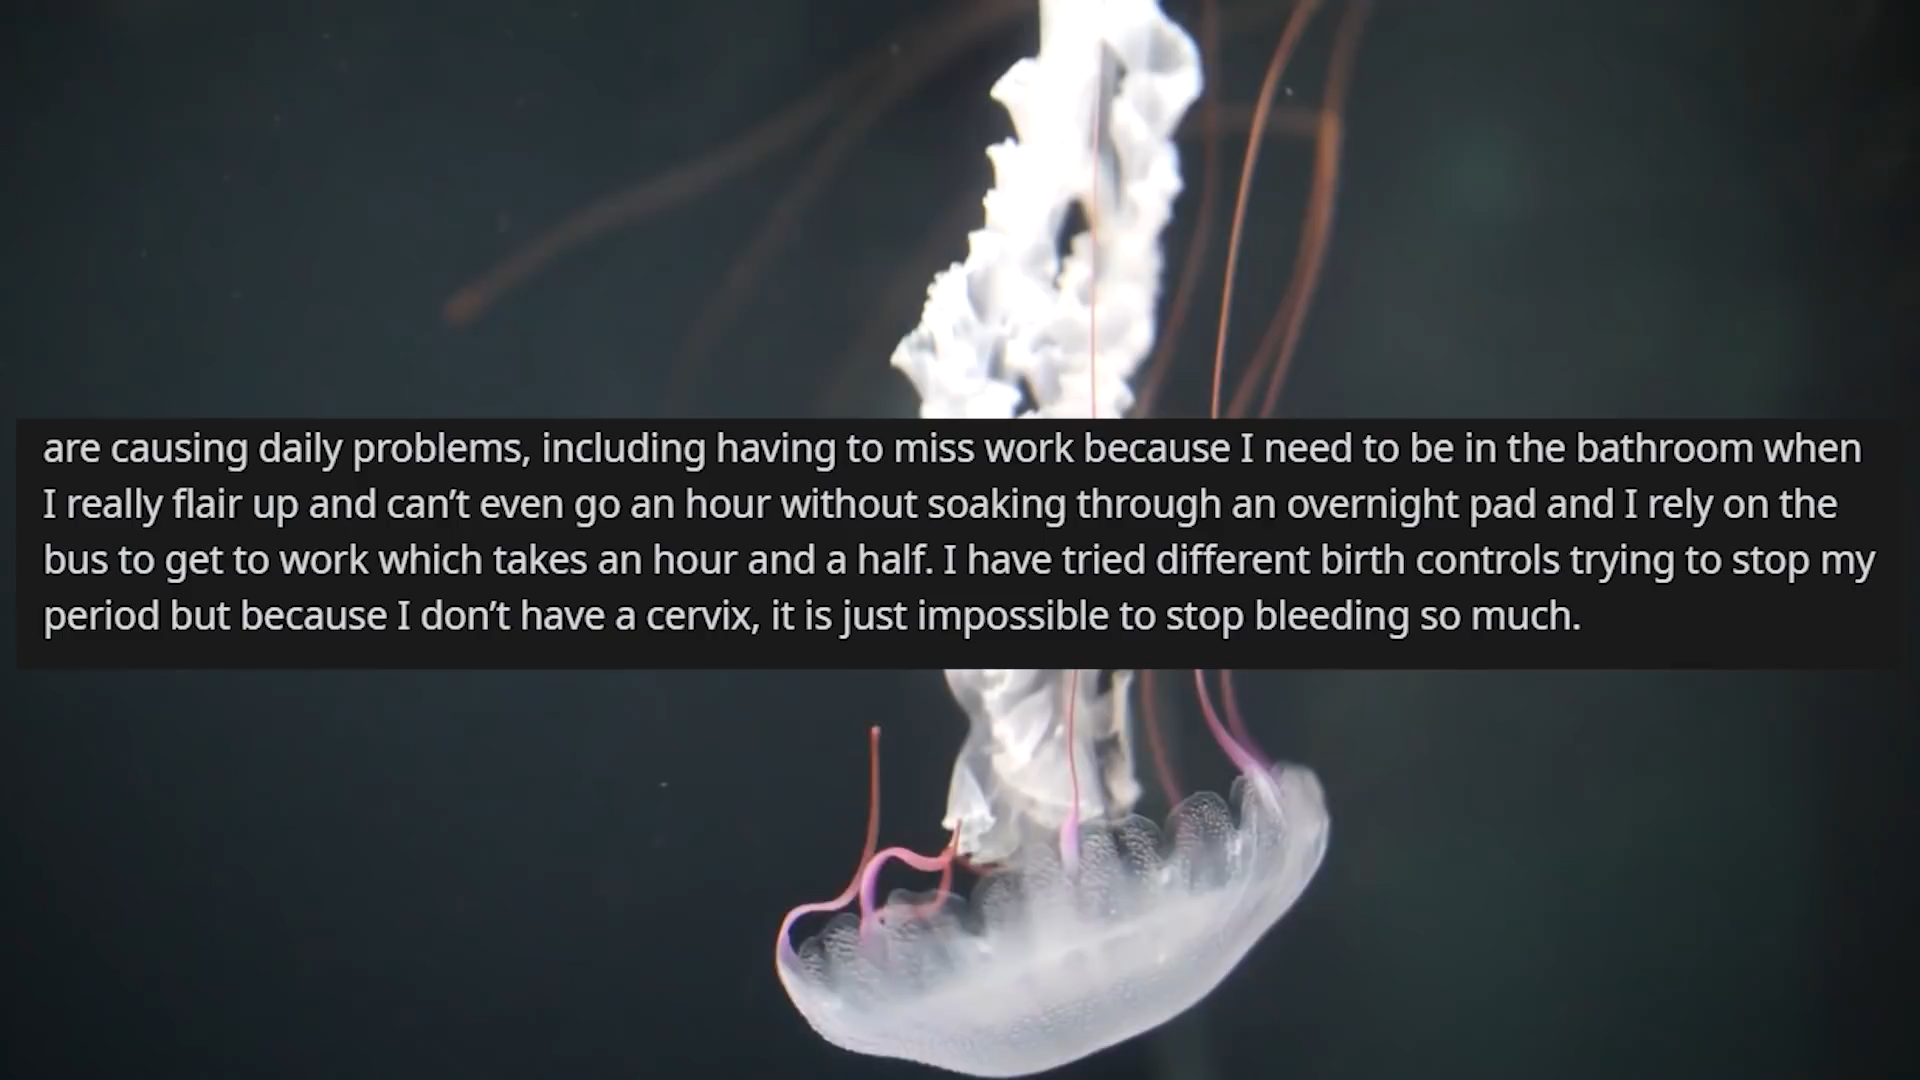 are causing daily problems, including having to miss work because I need to be in the bathroom when
I really flair up and can’t even go an hour without soaking through an overnight pad and I rely on the
bus to get to work which takes an hour and a half. I have tried different birth controls trying to stop my
period but because I don’t have a cervix, it is just impossible to stop bleeding so much.